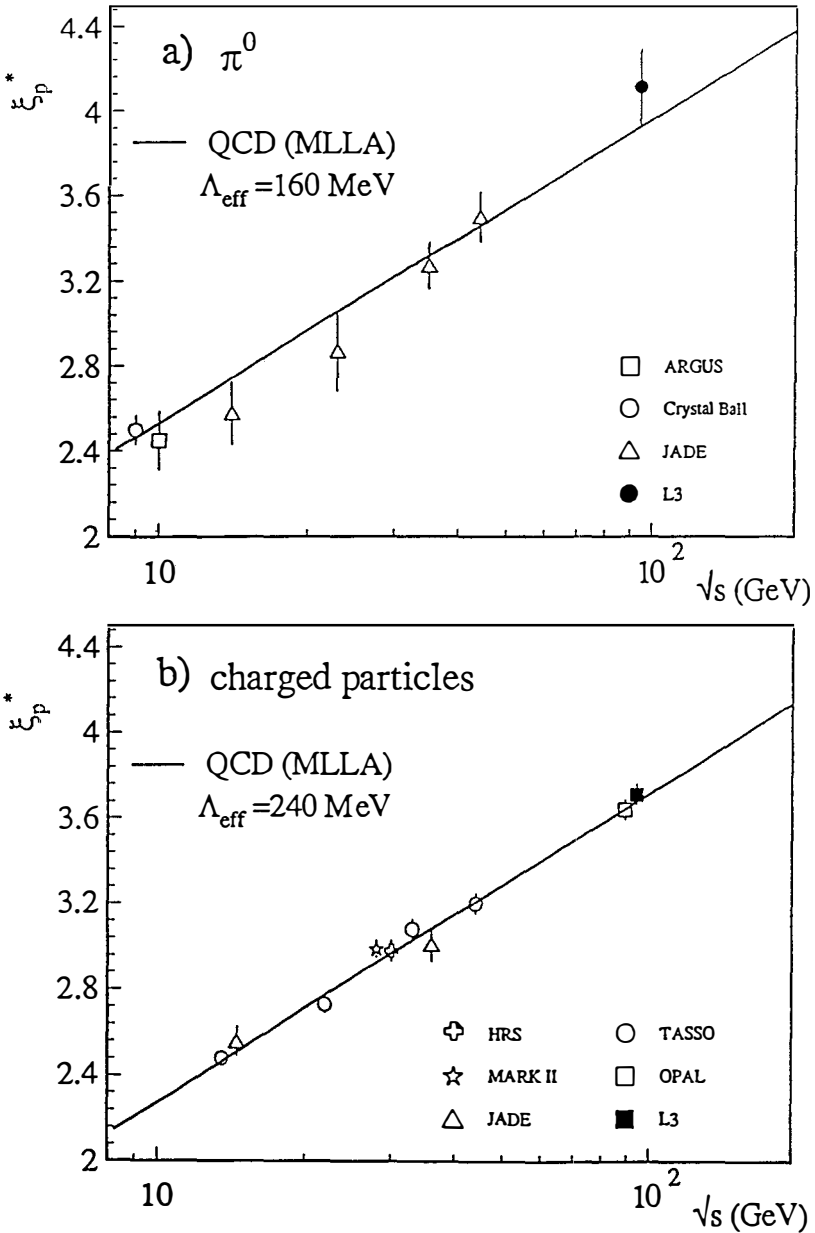 4.4
a) π⁰
ξₚ*
4
QCD (MLLA)
Λeff =160 MeV
3.6
3.2
2.8
ARGUS
Crystal Ball
2.4
JADE
L3
2
10
10²
√s (GeV)
4.4
b) charged particles
ξₚ*
4
QCD (MLLA)
Λeff =240 MeV
3.6
3.2
2.8
HRS
TASSO
MARK II
OPAL
2.4
JADE
L3
2
10
10²
√s (GeV)